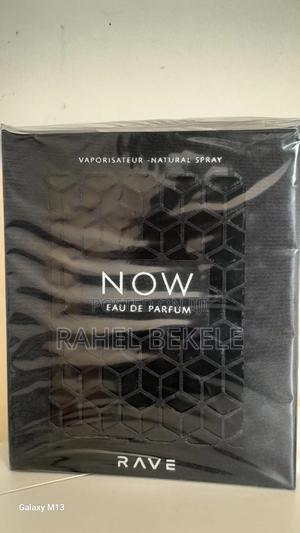 VAPORISATEUR - NATURAL SPRAY
NOW
EAU DE PARFUM
RAHEL BEKELE
RAVE
Galaxy M13